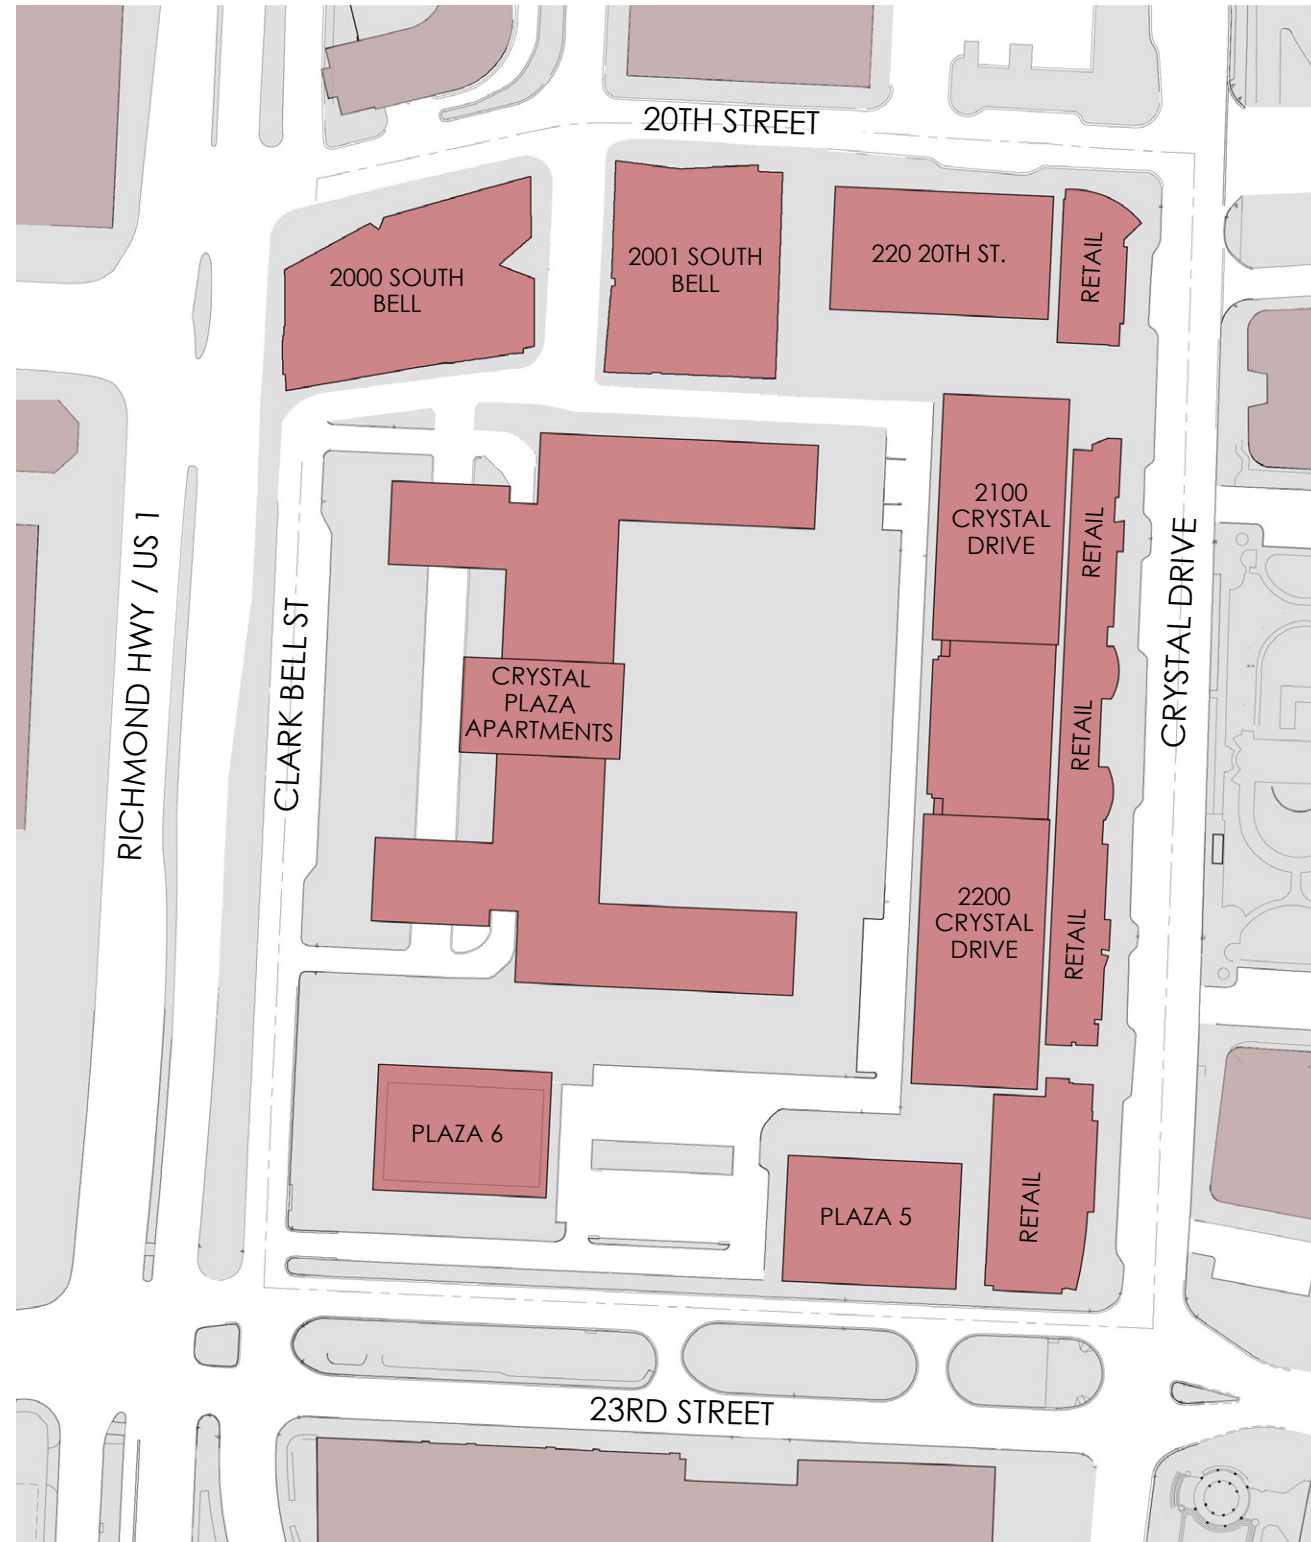 20TH STREET
2000 SOUTH
BELL
2001 SOUTH
BELL
220 20TH ST.
RETAIL
2100
CRYSTAL
DRIVE
RETAIL
RICHMOND HWY / US 1
CLARK BELL ST
CRYSTAL
PLAZA
APARTMENTS
RETAIL
CRYSTAL DRIVE
2200
CRYSTAL
DRIVE
RETAIL
PLAZA 6
PLAZA 5
RETAIL
23RD STREET